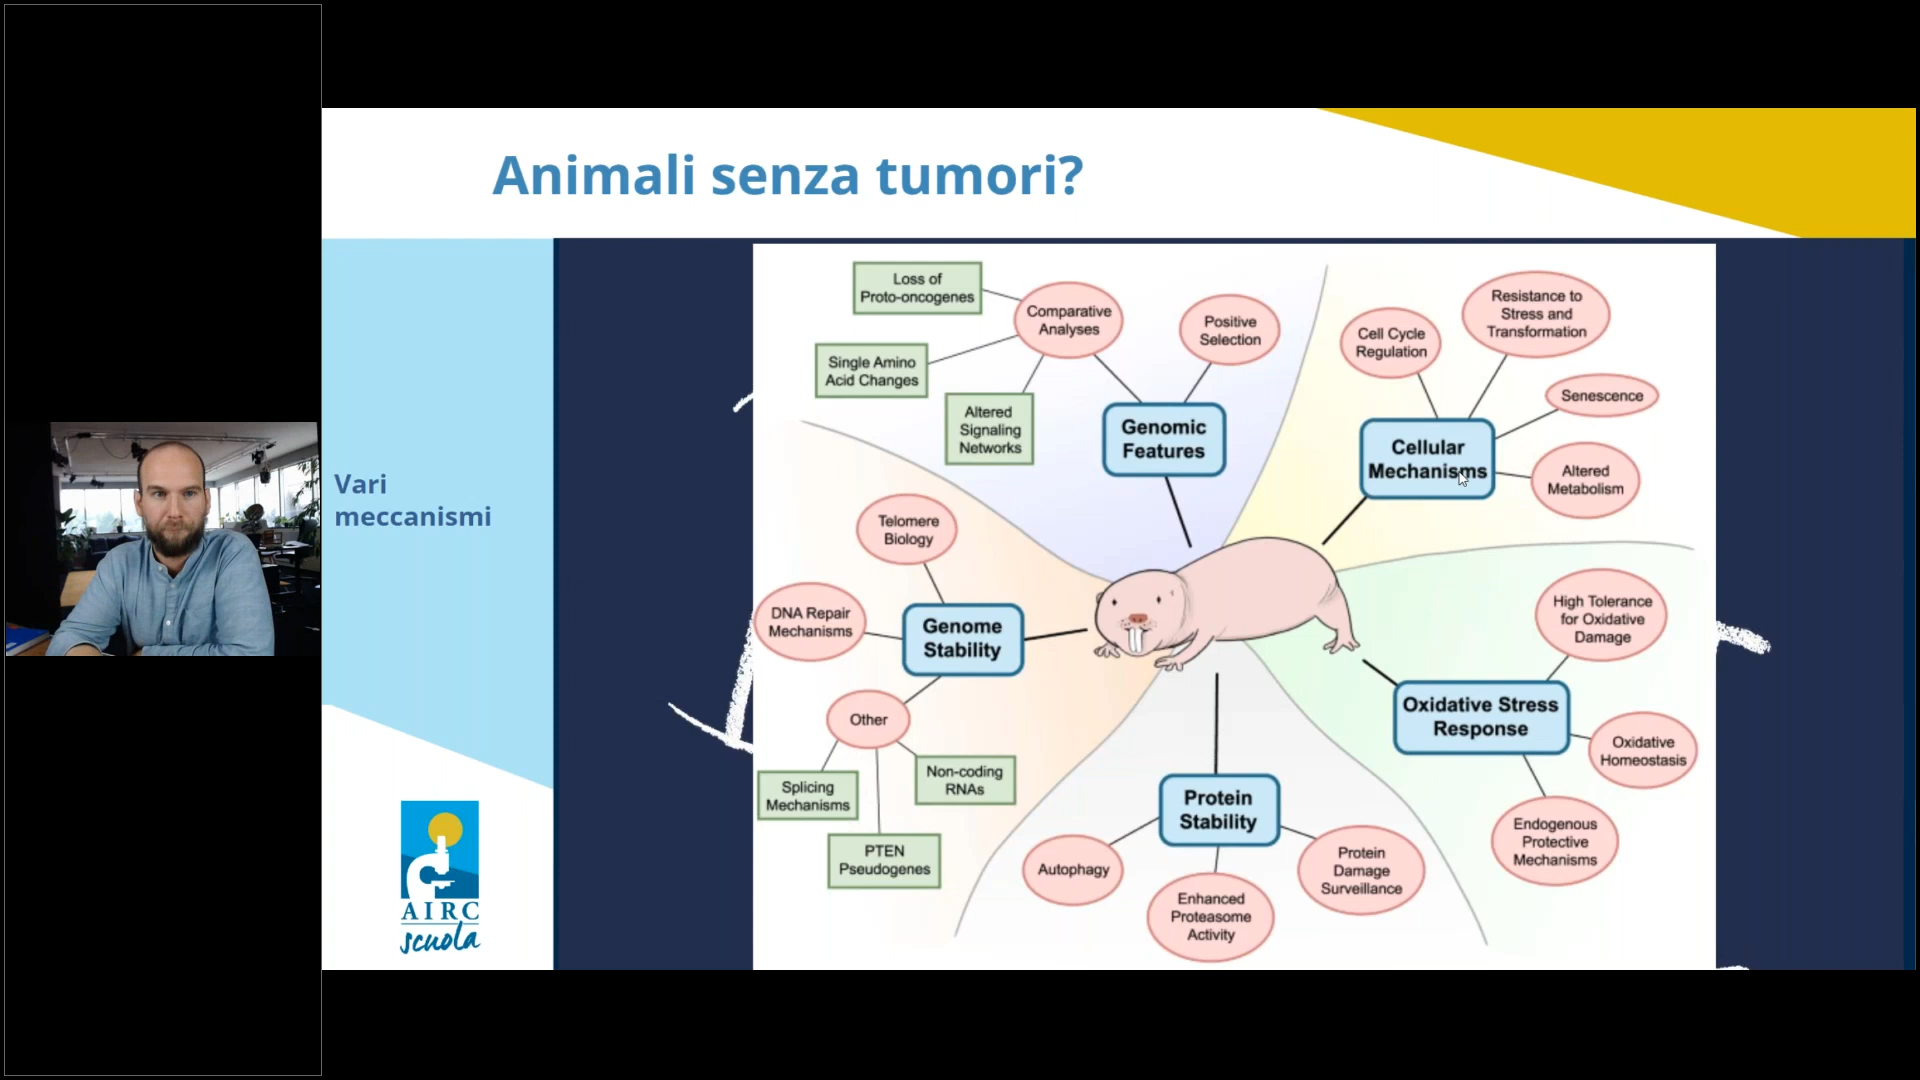 Animali senza tumori?
Vari
meccanismi
AIRC
scuola
Loss of
Proto-oncogenes
Single Amino
Acid Changes
Altered
Signaling
Networks
Comparative
Analyses
Positive
Selection
Genomic
Features
Cell Cycle
Regulation
Resistance to
Stress and
Transformation
Senescence
Altered
Metabolism
Cellular
Mechanisms
Telomere
Biology
DNA Repair
Mechanisms
Genome
Stability
Other
Splicing
Mechanisms
Non-coding
RNAs
PTEN
Pseudogenes
Protein
Stability
Autophagy
Enhanced
Proteasome
Activity
Protein
Damage
Surveillance
High Tolerance
for Oxidative
Damage
Oxidative Stress
Response
Oxidative
Homeostasis
Endogenous
Protective
Mechanisms